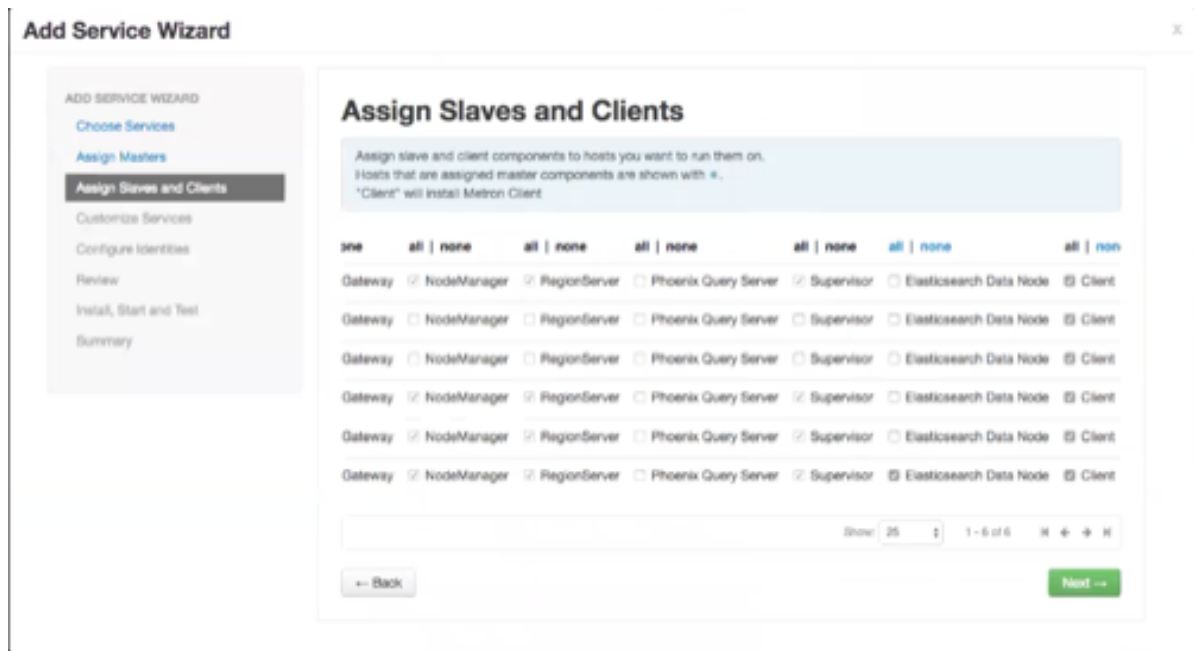 Add Service Wizard
x
ADD SERVICE WIZARD
Choose Services
Assign Masters
Assign Slaves and Clients
Customize Services
Configure Identities
Review
Install, Start and Test
Summary
Assign Slaves and Clients
Assign slave and client components to hosts you want to run them on.
Hosts that are assigned master components are shown with *.
"Client" will install Metron Client
one all | none all | none all | none all | none all | none all | non
Gateway NodeManager RegionServer Phoenix Query Server Supervisor Elasticsearch Data Node Client
Gateway NodeManager RegionServer Phoenix Query Server Supervisor Elasticsearch Data Node Client
Gateway NodeManager RegionServer Phoenix Query Server Supervisor Elasticsearch Data Node Client
Gateway NodeManager RegionServer Phoenix Query Server Supervisor Elasticsearch Data Node Client
Gateway NodeManager RegionServer Phoenix Query Server Supervisor Elasticsearch Data Node Client
Gateway NodeManager RegionServer Phoenix Query Server Supervisor Elasticsearch Data Node Client
Show: 25 1 - 6 of 6
← Back
Next →